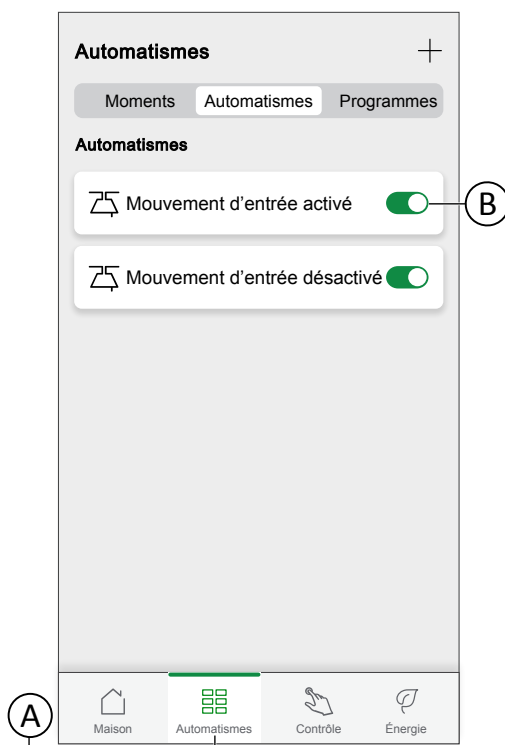 Automatismes
Moments Automatismes Programmes
Automatismes
Mouvement d'entrée activé
B
Mouvement d'entrée désactivé
A
Maison Automatismes Contrôle Énergie